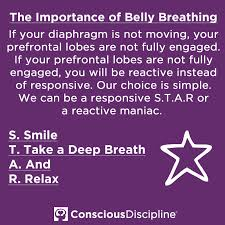 The Importance of Belly Breathing
If your diaphragm is not moving, your
prefrontal lobes are not fully engaged.
If your prefrontal lobes are not fully
engaged, you will be reactive instead
of responsive. Our choice is simple.
We can be a responsive S.T.A.R or
a reactive maniac.
S. Smile
T. Take a Deep Breath
A. And
R. Relax
ConsciousDiscipline®